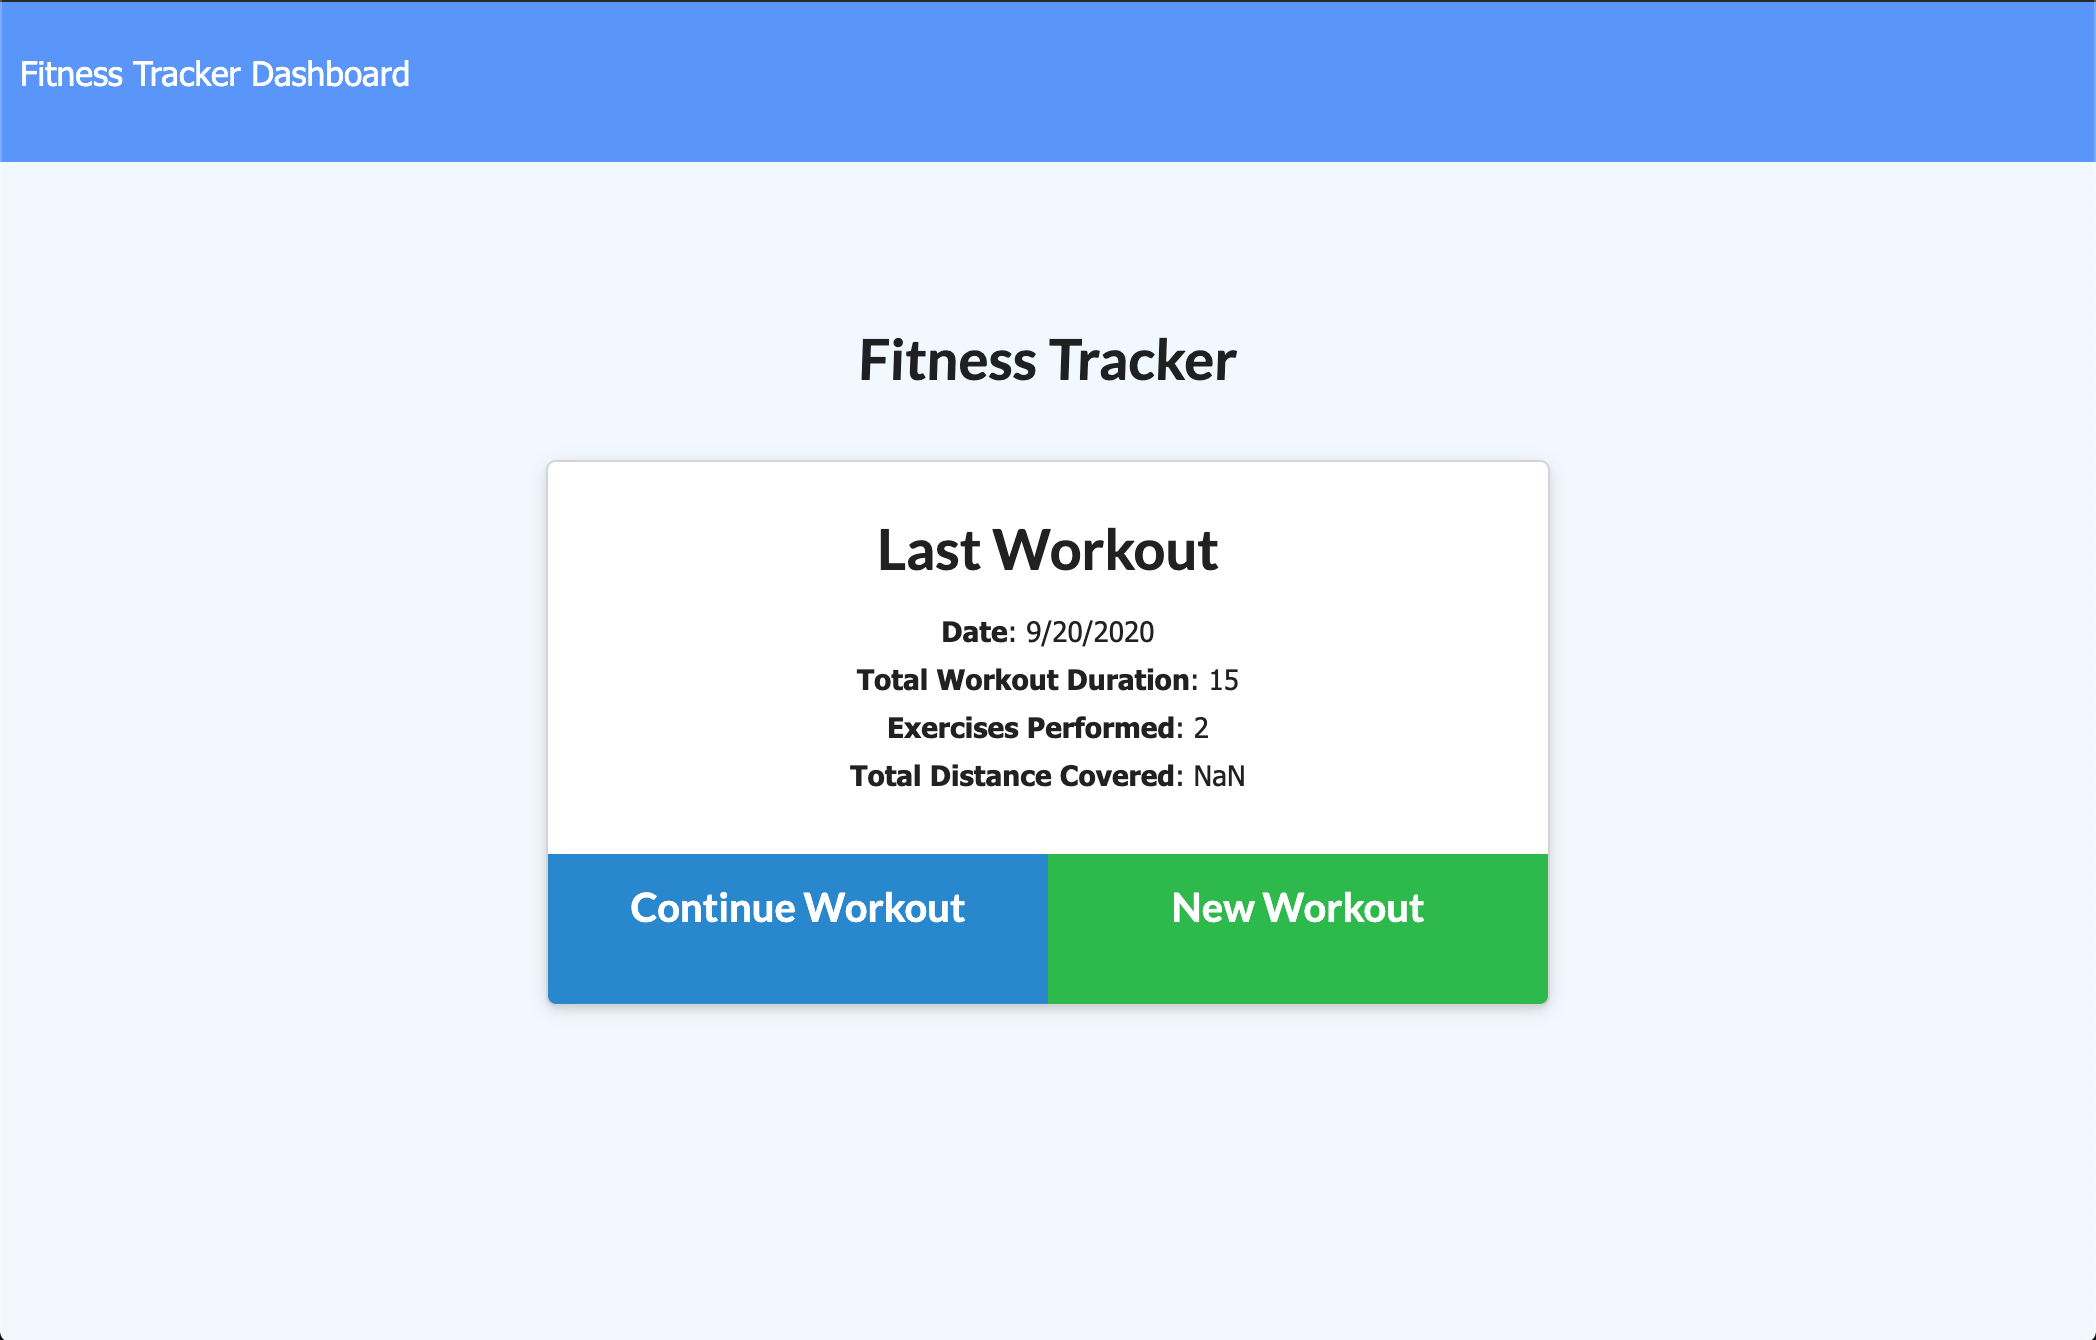 Fitness Tracker Dashboard
Fitness Tracker
Last Workout
Date: 9/20/2020
Total Workout Duration: 15
Exercises Performed: 2
Total Distance Covered: NaN
Continue Workout
New Workout